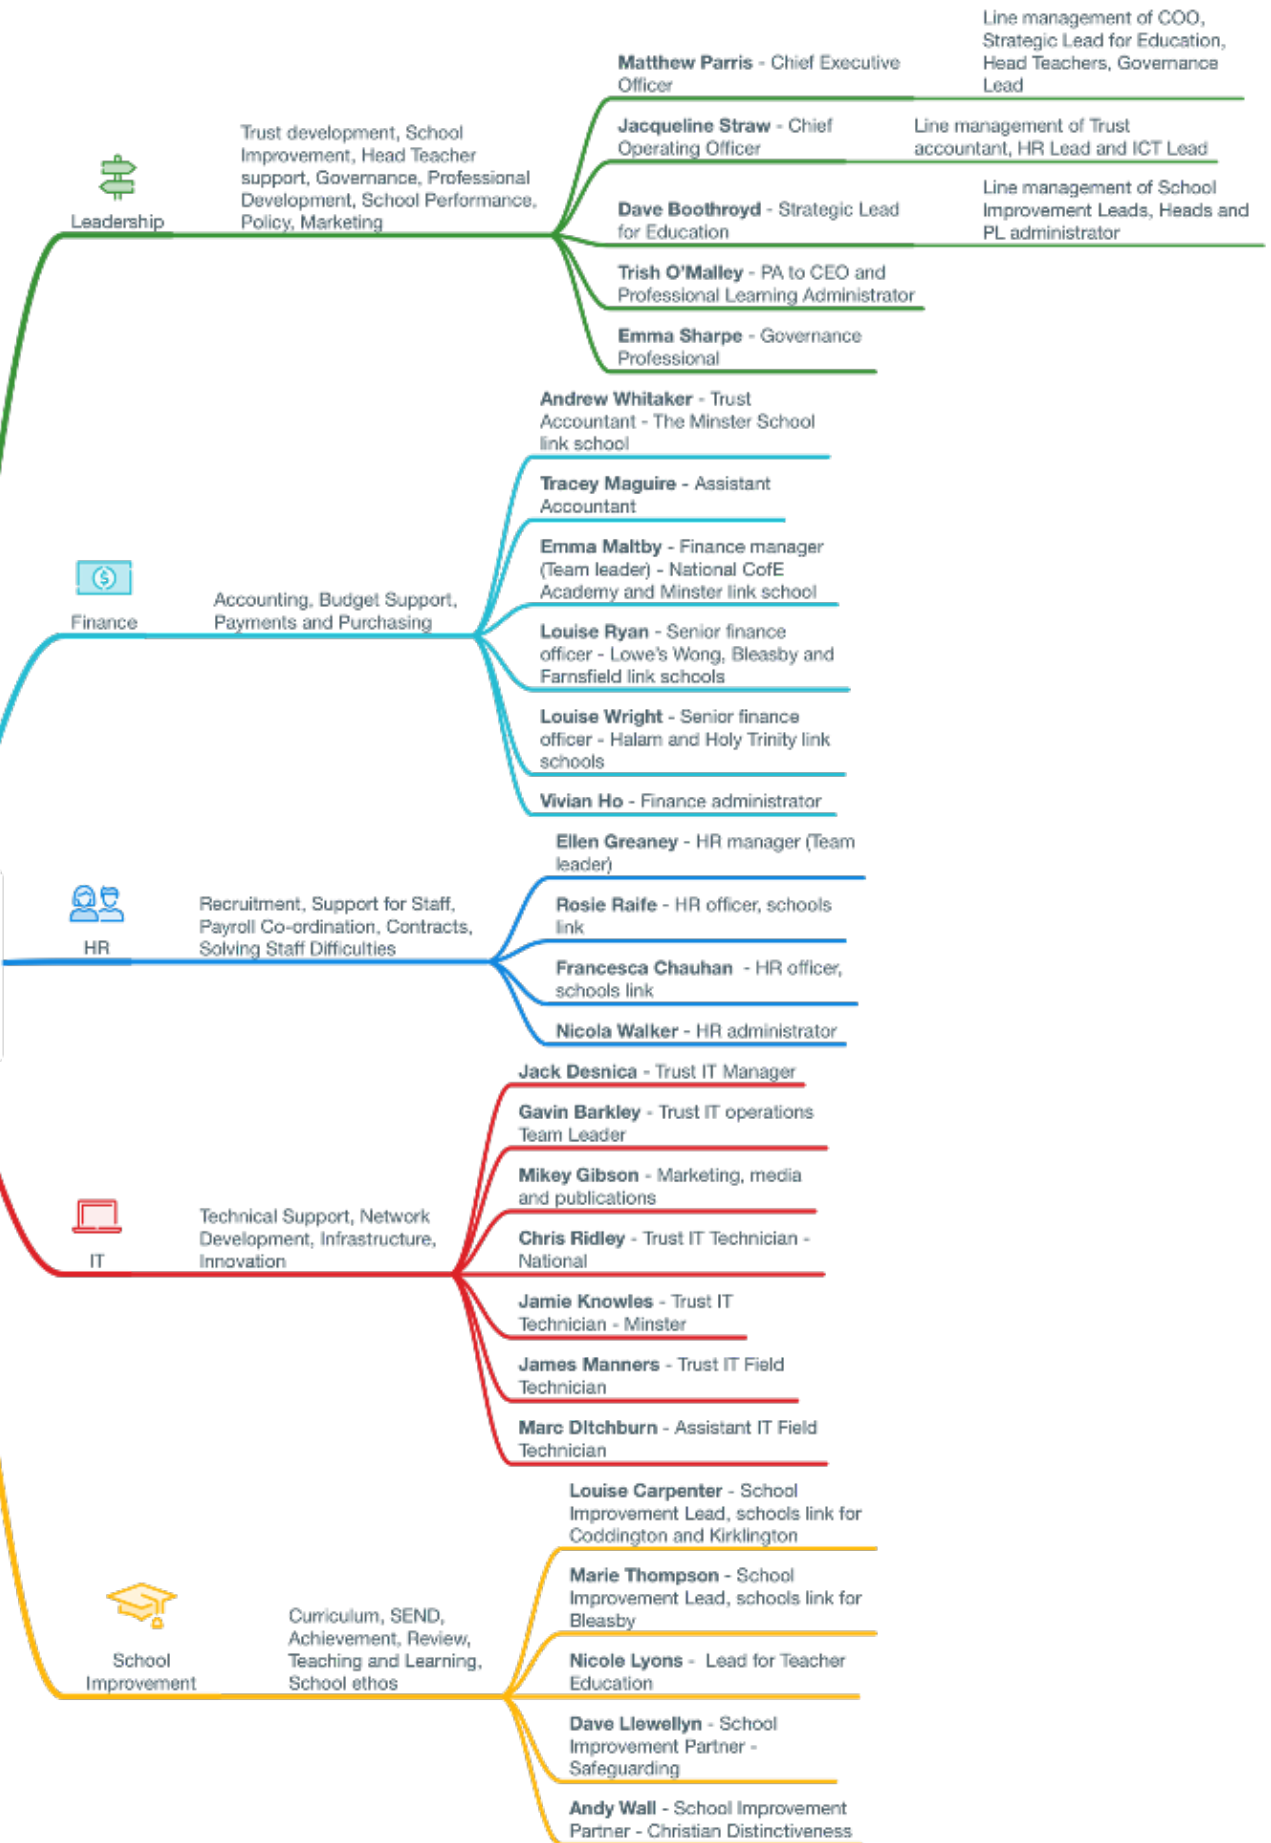 Leadership
Trust development, School
Improvement, Head Teacher
support, Governance, Professional
Development, School Performance,
Policy, Marketing
Matthew Parris - Chief Executive
Officer
Line management of COO,
Strategic Lead for Education,
Head Teachers, Governance
Lead
Jacqueline Straw - Chief
Operating Officer
Line management of Trust
accountant, HR Lead and ICT Lead
Dave Boothroyd - Strategic Lead
for Education
Line management of School
Improvement Leads, Heads and
PL administrator
Trish O'Malley - PA to CEO and
Professional Learning Administrator
Emma Sharpe - Governance
Professional
Finance
Accounting, Budget Support,
Payments and Purchasing
Andrew Whitaker - Trust
Accountant - The Minster School
link school
Tracey Maguire - Assistant
Accountant
Emma Maltby - Finance manager
(Team leader) - National CofE
Academy and Minster link school
Louise Ryan - Senior finance
officer - Lowe's Wong, Bleasby and
Farnsfield link schools
Louise Wright - Senior finance
officer - Halam and Holy Trinity link
schools
Vivian Ho - Finance administrator
HR
Recruitment, Support for Staff,
Payroll Co-ordination, Contracts,
Solving Staff Difficulties
Ellen Greaney - HR manager (Team
leader)
Rosie Raife - HR officer, schools
link
Francesca Chauhan - HR officer,
schools link
Nicola Walker - HR administrator
IT
Technical Support, Network
Development, Infrastructure,
Innovation
Jack Desnica - Trust IT Manager
Gavin Barkley - Trust IT operations
Team Leader
Mikey Gibson - Marketing, media
and publications
Chris Ridley - Trust IT Technician -
National
Jamie Knowles - Trust IT
Technician - Minster
James Manners - Trust IT Field
Technician
Marc Ditchburn - Assistant IT Field
Technician
School
Improvement
Curriculum, SEND,
Achievement, Review,
Teaching and Learning,
School ethos
Louise Carpenter - School
Improvement Lead, schools link for
Coddington and Kirklington
Marie Thompson - School
Improvement Lead, schools link for
Bleasby
Nicole Lyons - Lead for Teacher
Education
Dave Llewellyn - School
Improvement Partner -
Safeguarding
Andy Wall - School Improvement
Partner - Christian Distinctiveness